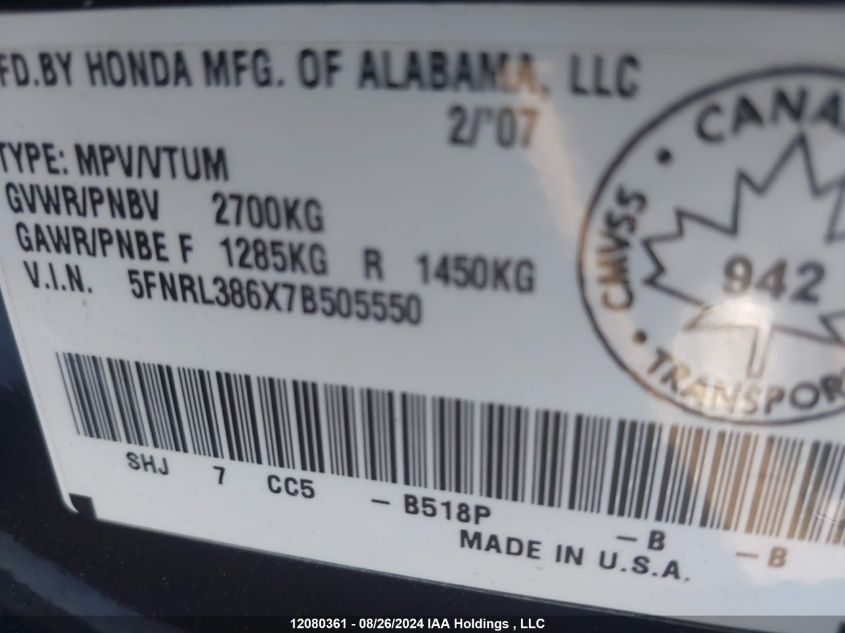 FD.BY HONDA MFG. OF ALABAMA, LLC
2/'07
TYPE: MPV/VTUM
GVWR/PNBV 2700KG
GAWR/PNBE F 1285KG R 1450KG
V.I.N. 5FNRL386X7B505550
CANA
CMVSS
942
TRANSPOR
SHJ 7 CC5 - B518P - B - B
MADE IN U.S.A.
12080361 - 08/26/2024 IAA Holdings , LLC